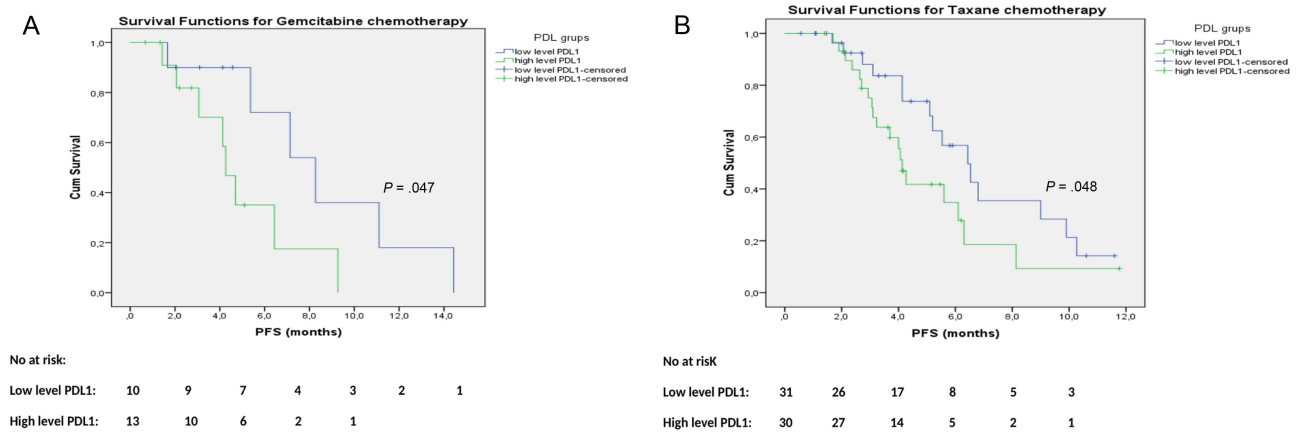 A
Survival Functions for Gemcitabine chemotherapy
PDL grups
low level PDL1
high level PDL1
low level PDL1-censored
high level PDL1-censored
1,0
0,8
0,6
0,4
0,2
0,0
Cum Survival
P = .047
,0 2,0 4,0 6,0 8,0 10,0 12,0 14,0
PFS (months)
No at risk:
Low level PDL1: 10 9 7 4 3 2 1
High level PDL1: 13 10 6 2 1
B
Survival Functions for Taxane chemotherapy
PDL grups
low level PDL1
high level PDL1
low level PDL1-censored
high level PDL1-censored
1,0
0,8
0,6
0,4
0,2
0,0
Cum Survival
P = .048
,0 2,0 4,0 6,0 8,0 10,0 12,0
PFS (months)
No at risK
Low level PDL1: 31 26 17 8 5 3
High level PDL1: 30 27 14 5 2 1